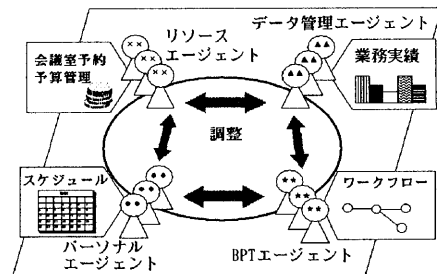 リソース
エージェント
データ管理エージェント
会議室予約
予算管理
業務実績
調整
スケジュール
ワークフロー
パーソナル
エージェント
BPTエージェント